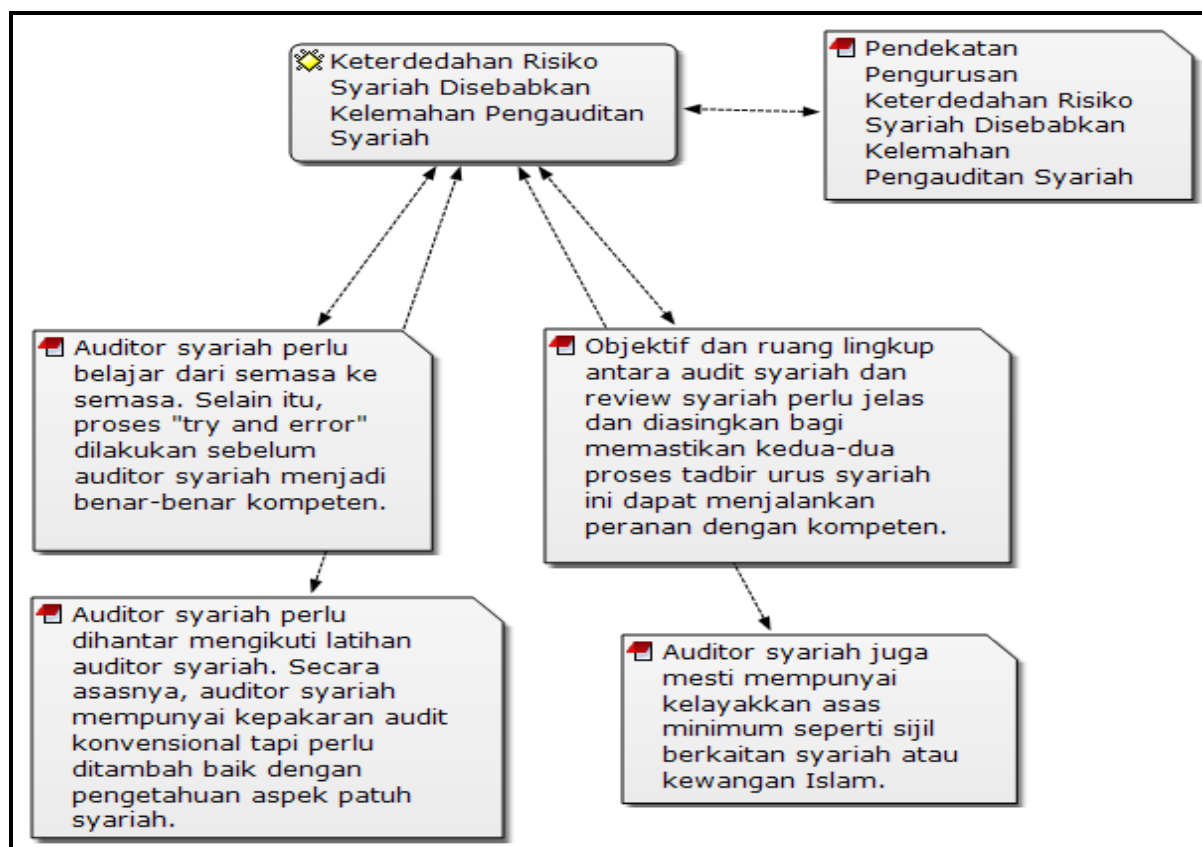 Keterdedahan Risiko
Syariah Disebabkan
Kelemahan Pengauditan
Syariah
Pendekatan
Pengurusan
Keterdedahan Risiko
Syariah Disebabkan
Kelemahan
Pengauditan Syariah
Auditor syariah perlu
belajar dari semasa ke
semasa. Selain itu,
proses "try and error"
dilakukan sebelum
auditor syariah menjadi
benar-benar kompeten.
Objektif dan ruang lingkup
antara audit syariah dan
review syariah perlu jelas
dan diasingkan bagi
memastikan kedua-dua
proses tadbir urus syariah
ini dapat menjalankan
peranan dengan kompeten.
Auditor syariah perlu
dihantar mengikuti latihan
auditor syariah. Secara
asasnya, auditor syariah
mempunyai kepakaran audit
konvensional tapi perlu
ditambah baik dengan
pengetahuan aspek patuh
syariah.
Auditor syariah juga
mesti mempunyai
kelayakkan asas
minimum seperti sijil
berkaitan syariah atau
kewangan Islam.